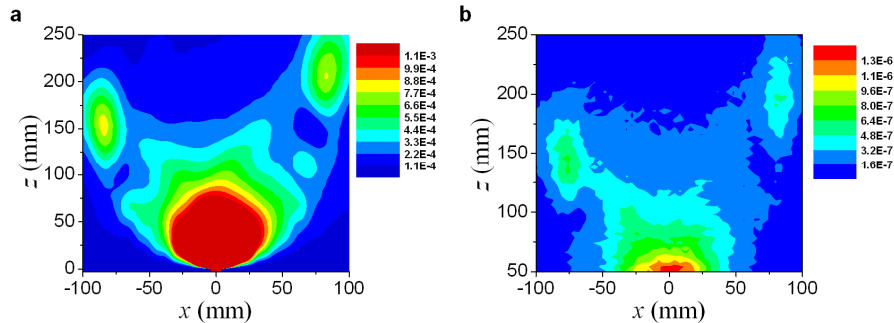 a
250
200
150
100
50
0
z (mm)
-100
-50
0
50
100
x (mm)
1.1E-3
9.9E-4
8.8E-4
7.7E-4
6.6E-4
5.5E-4
4.4E-4
3.3E-4
2.2E-4
1.1E-4
b
250
200
150
100
50
z (mm)
-100
-50
0
50
100
x (mm)
1.3E-6
1.1E-6
9.6E-7
8.0E-7
6.4E-7
4.8E-7
3.2E-7
1.6E-7